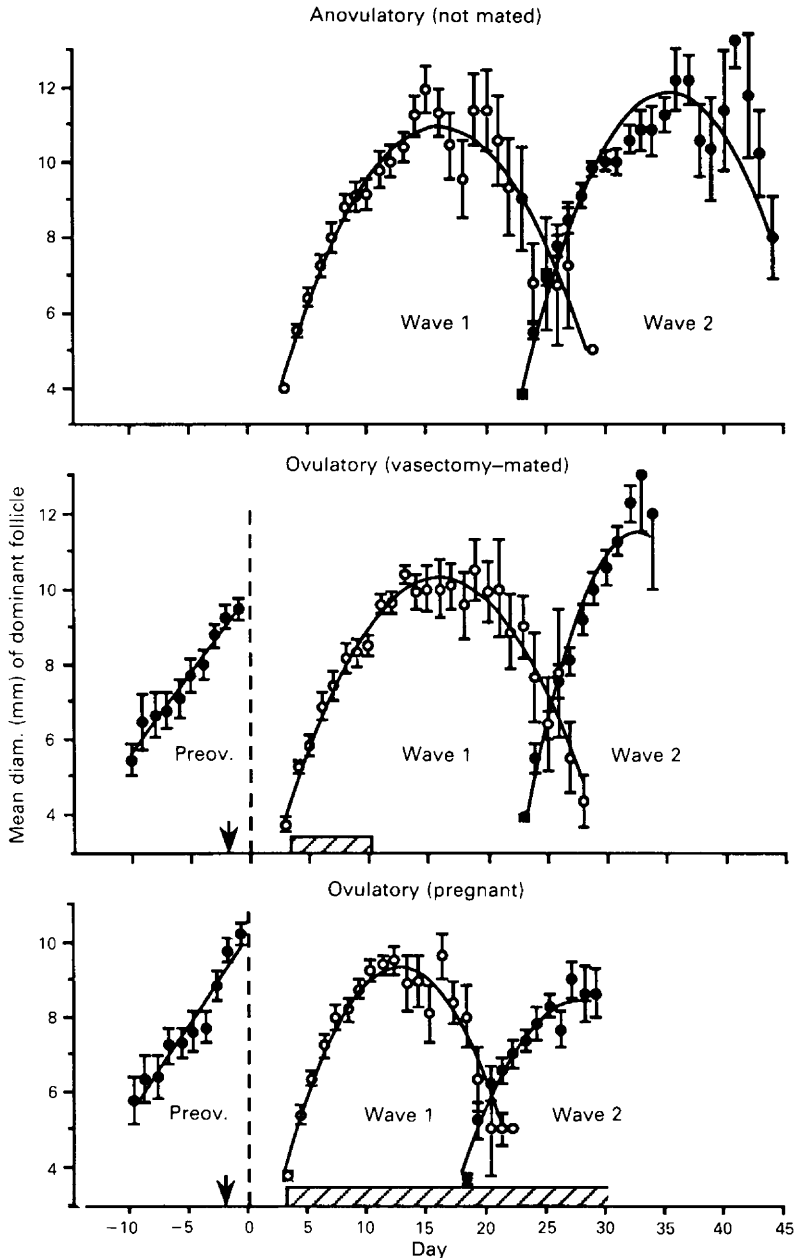 Anovulatory (not mated)
12
10
8
6
4
Wave 1
Wave 2
Mean diam. (mm) of dominant follicle
Ovulatory (vasectomy–mated)
12
10
8
6
4
Preov.
Wave 1
Wave 2
Ovulatory (pregnant)
10
8
6
4
Preov.
Wave 1
Wave 2
−10 −5 0 5 10 15 20 25 30 35 40 45
Day